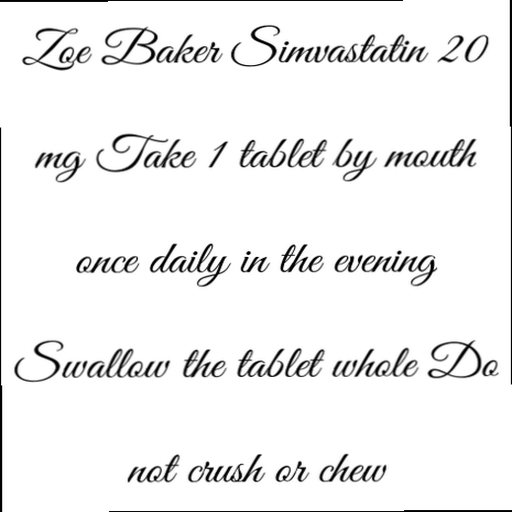 Zoe Baker Simvastatin 20
mg Take 1 tablet by mouth
once daily in the evening
Swallow the tablet whole Do
not crush or chew